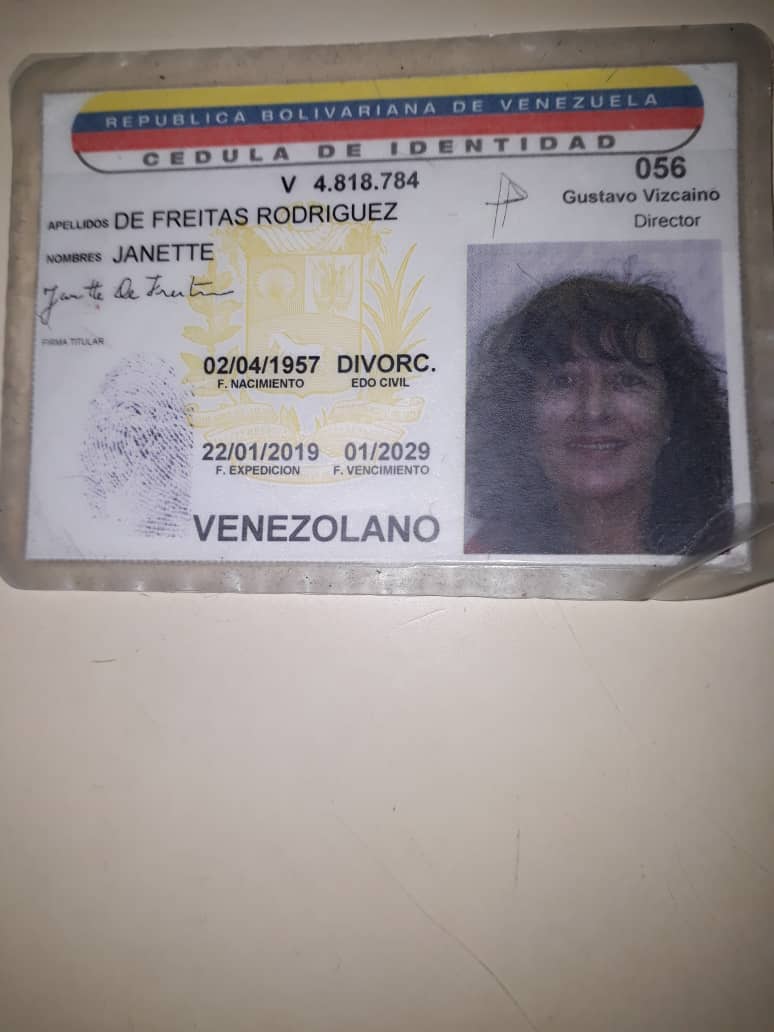 REPUBLICA BOLIVARIANA DE VENEZUELA
CEDULA DE IDENTIDAD
V 4.818.784
056
Gustavo Vizcaino
Director
APELLIDOS DE FREITAS RODRIGUEZ
NOMBRES JANETTE
Janette De Freitas
FIRMA TITULAR
02/04/1957 DIVORC.
F. NACIMIENTO EDO CIVIL
22/01/2019 01/2029
F. EXPEDICION F. VENCIMIENTO
VENEZOLANO